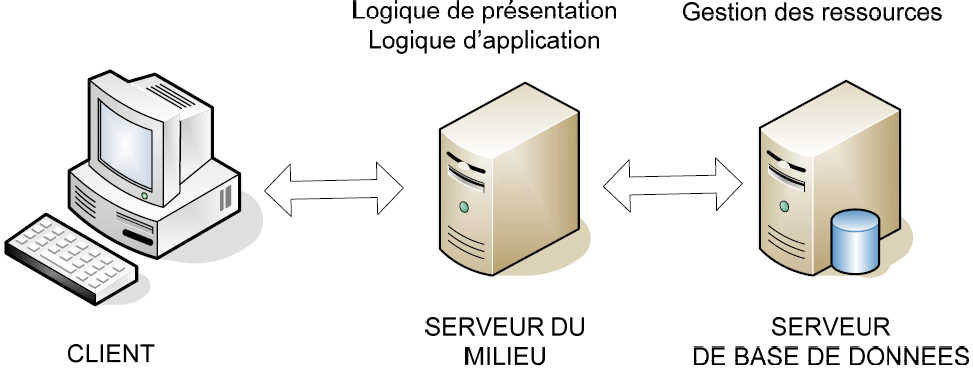 Logique de présentation
Logique d'application
Gestion des ressources
CLIENT
SERVEUR DU
MILIEU
SERVEUR
DE BASE DE DONNEES